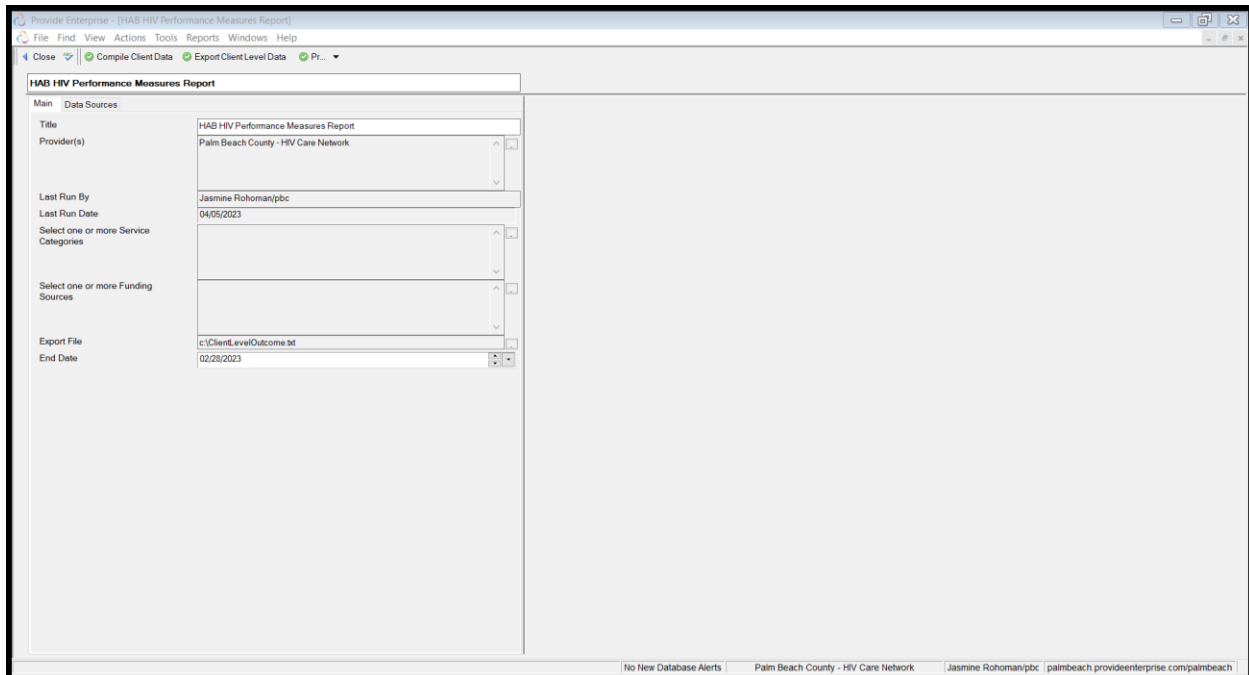 Provide Enterprise - [HAB HIV Performance Measures Report]
File Find View Actions Tools Reports Windows Help
Close Compile Client Data Export Client Level Data Pr...
HAB HIV Performance Measures Report
Main Data Sources
Title HAB HIV Performance Measures Report
Provider(s) Palm Beach County - HIV Care Network
Last Run By Jasmine Rohoman/pbc
Last Run Date 04/05/2023
Select one or more Service
Categories
Select one or more Funding
Sources
Export File c:\ClientLevelOutcome.txt
End Date 02/28/2023
No New Database Alerts Palm Beach County - HIV Care Network Jasmine Rohoman/pbc palmbeach.provideenterprise.com/palmbeach